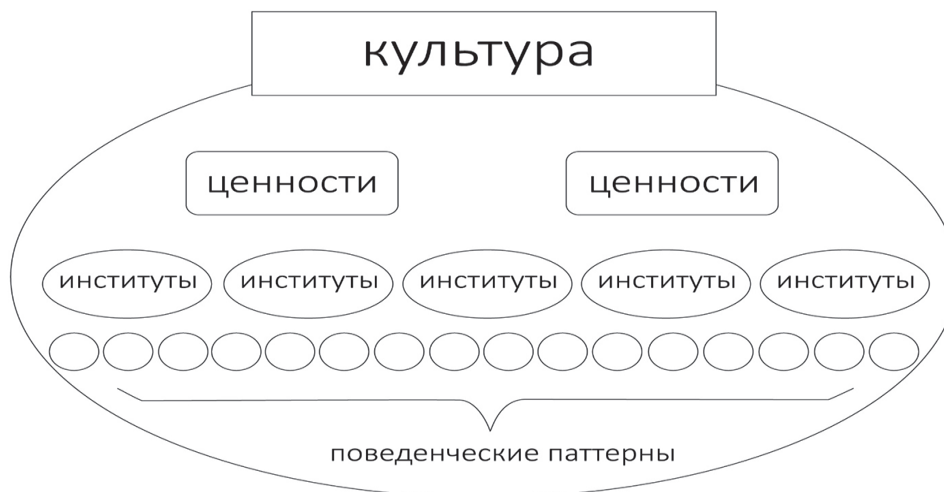 культура
ценности ценности
институты институты институты институты институты
поведенческие паттерны